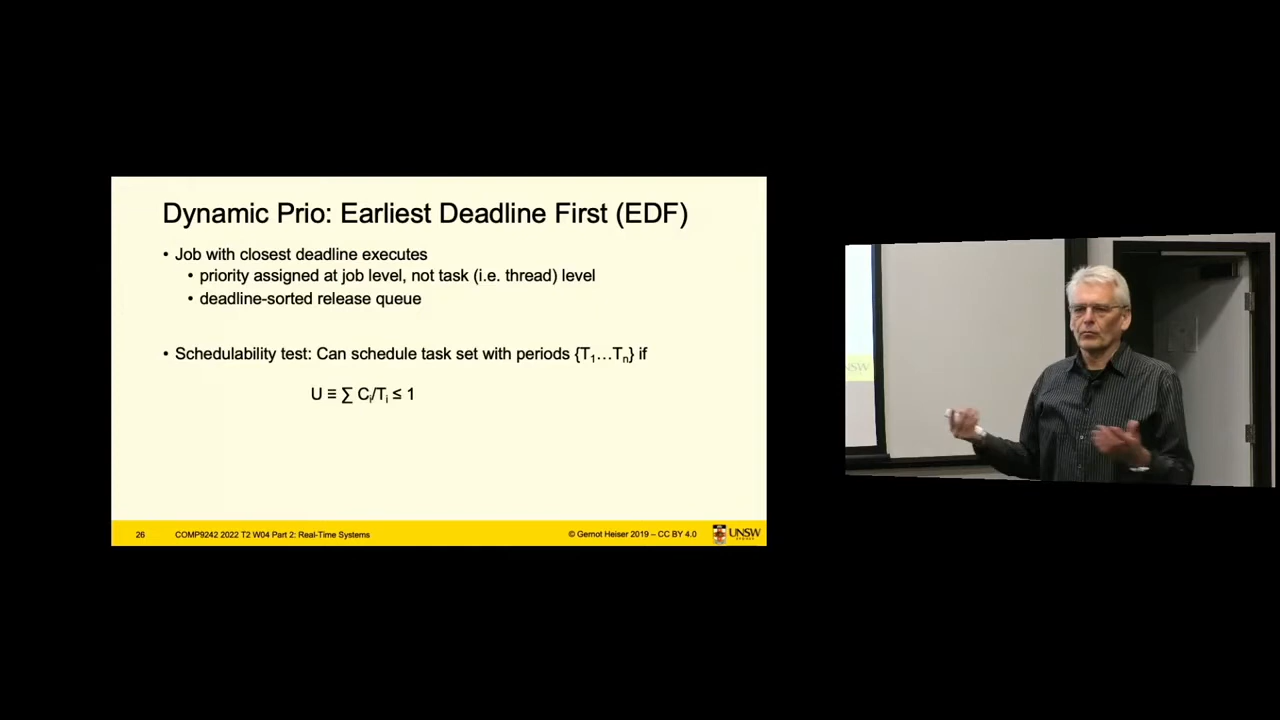 Dynamic Prio: Earliest Deadline First (EDF)
• Job with closest deadline executes
• priority assigned at job level, not task (i.e. thread) level
• deadline-sorted release queue
• Schedulability test: Can schedule task set with periods {T₁…Tₙ} if
U ≡ ∑ Cᵢ/Tᵢ ≤ 1
26 COMP9242 2022 T2 W04 Part 2: Real-Time Systems © Gernot Heiser 2019 – CC BY 4.0 UNSW